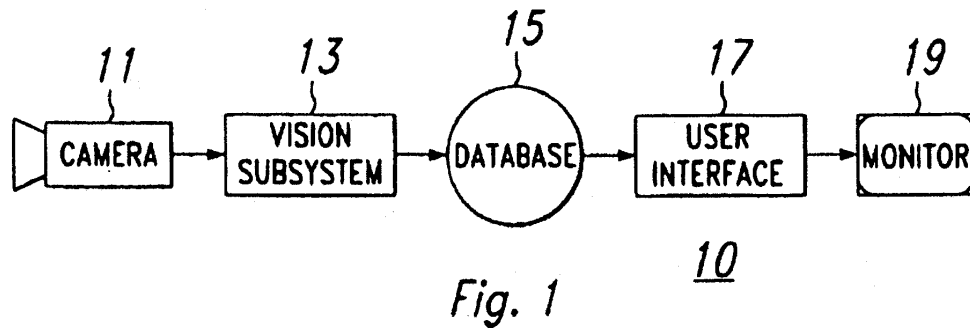 11
13
15
17
19
CAMERA
VISION
SUBSYSTEM
DATABASE
USER
INTERFACE
MONITOR
10
Fig. 1